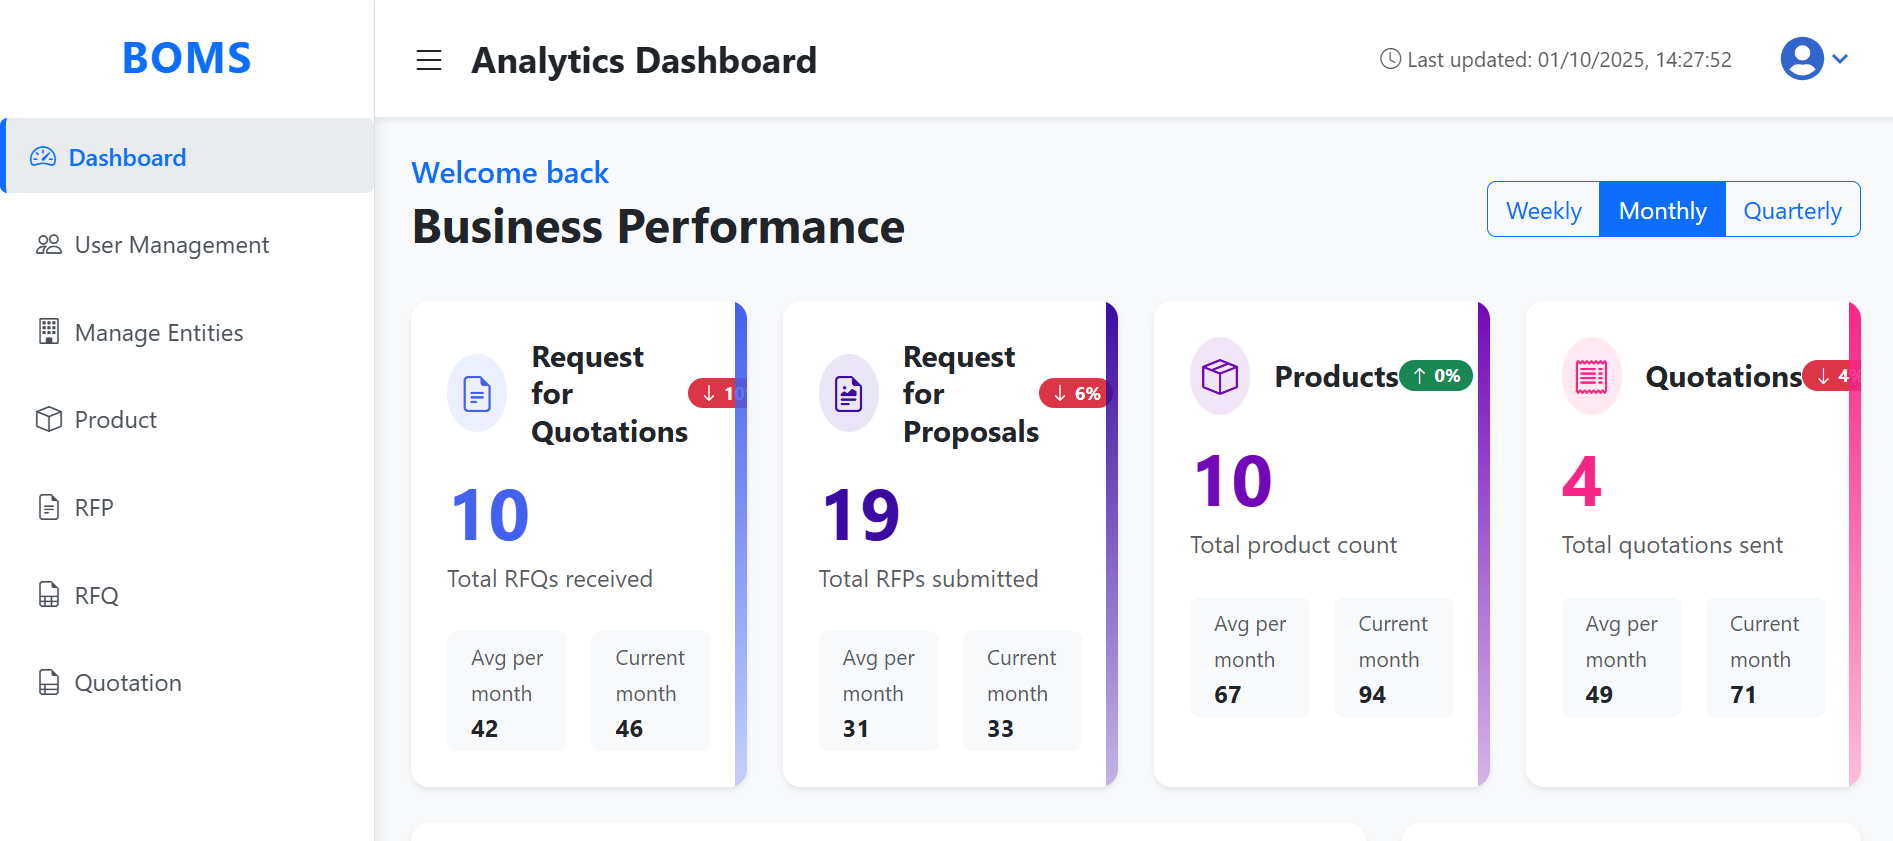 BOMS
Analytics Dashboard
Last updated: 01/10/2025, 14:27:52
Dashboard
User Management
Manage Entities
Product
RFP
RFQ
Quotation
Welcome back
Business Performance
Weekly Monthly Quarterly
Request
for
Quotations
↓ 10
10
Total RFQs received
Avg per
month
42
Current
month
46
Request
for
Proposals
↓ 6%
19
Total RFPs submitted
Avg per
month
31
Current
month
33
Products
↑ 0%
10
Total product count
Avg per
month
67
Current
month
94
Quotations
↓ 4%
4
Total quotations sent
Avg per
month
49
Current
month
71